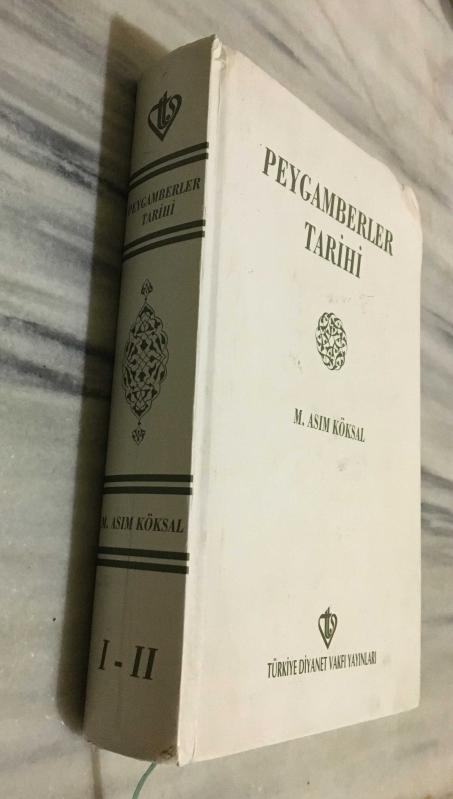 PEYGAMBERLER
TARİHİ
M. ASIM KÖKSAL
I - II
PEYGAMBERLER
TARİHİ
M. ASIM KÖKSAL
TÜRKİYE DİYANET VAKFI YAYINLARI